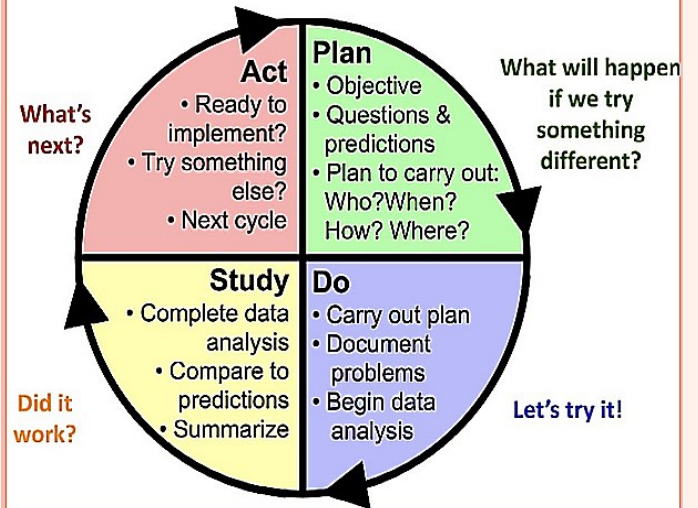 Act
• Ready to
implement?
• Try something
else?
• Next cycle
Plan
• Objective
• Questions &
predictions
• Plan to carry out:
Who?When?
How? Where?
What will happen
if we try
something
different?
What's
next?
Study
• Complete data
analysis
• Compare to
predictions
• Summarize
Do
• Carry out plan
• Document
problems
• Begin data
analysis
Let's try it!
Did it
work?